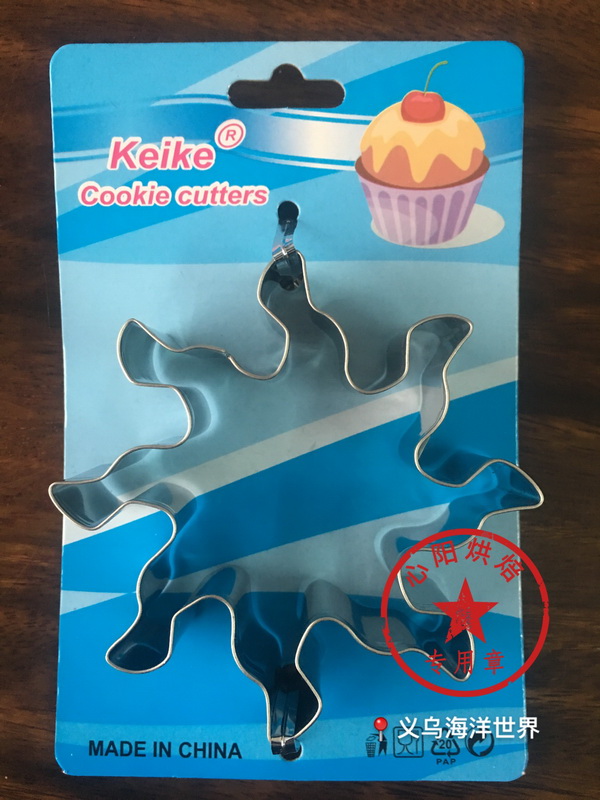 Keike®
Cookie cutters
心阳烘焙
专用章
义乌海洋世界
MADE IN CHINA
20
PAP